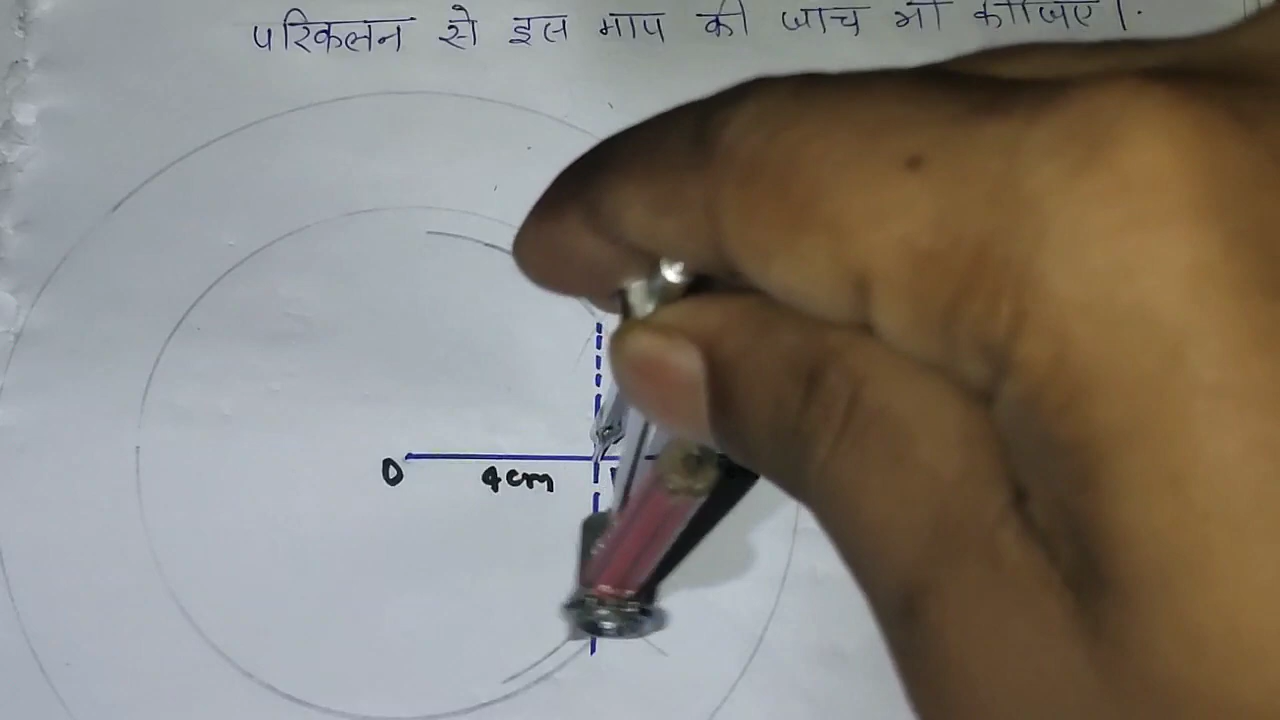 परिकलन से इस माप की जाँच भी कीजिए।
O
4cm